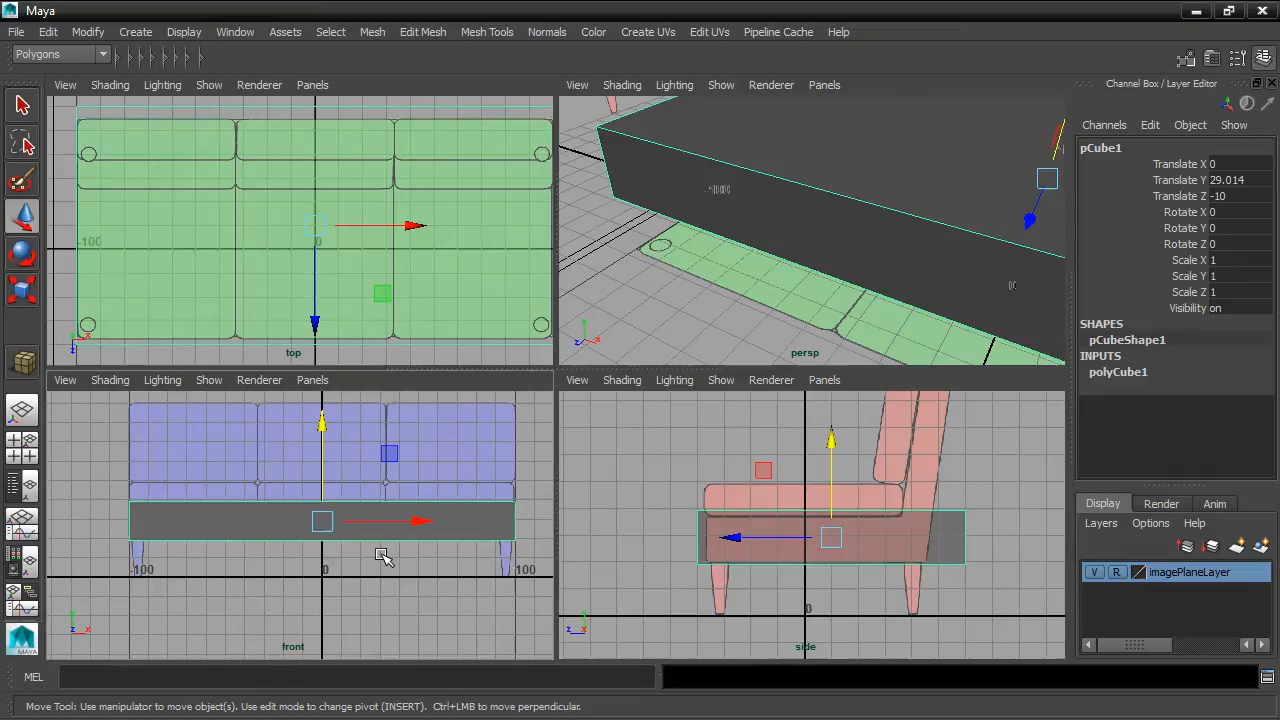 Maya
File Edit Modify Create Display Window Assets Select Mesh Edit Mesh Mesh Tools Normals Color Create UVs Edit UVs Pipeline Cache Help
Polygons
View Shading Lighting Show Renderer Panels
View Shading Lighting Show Renderer Panels
Channel Box / Layer Editor
Channels Edit Object Show
pCube1
Translate X 0
Translate Y 29.014
Translate Z -10
Rotate X 0
Rotate Y 0
Rotate Z 0
Scale X 1
Scale Y 1
Scale Z 1
Visibility on
SHAPES
pCubeShape1
INPUTS
polyCube1
-100 0
top
persp
View Shading Lighting Show Renderer Panels
View Shading Lighting Show Renderer Panels
-100 0 100
front
0
side
Display Render Anim
Layers Options Help
V R imagePlaneLayer
MEL
Move Tool: Use manipulator to move object(s). Use edit mode to change pivot (INSERT). Ctrl+LMB to move perpendicular.